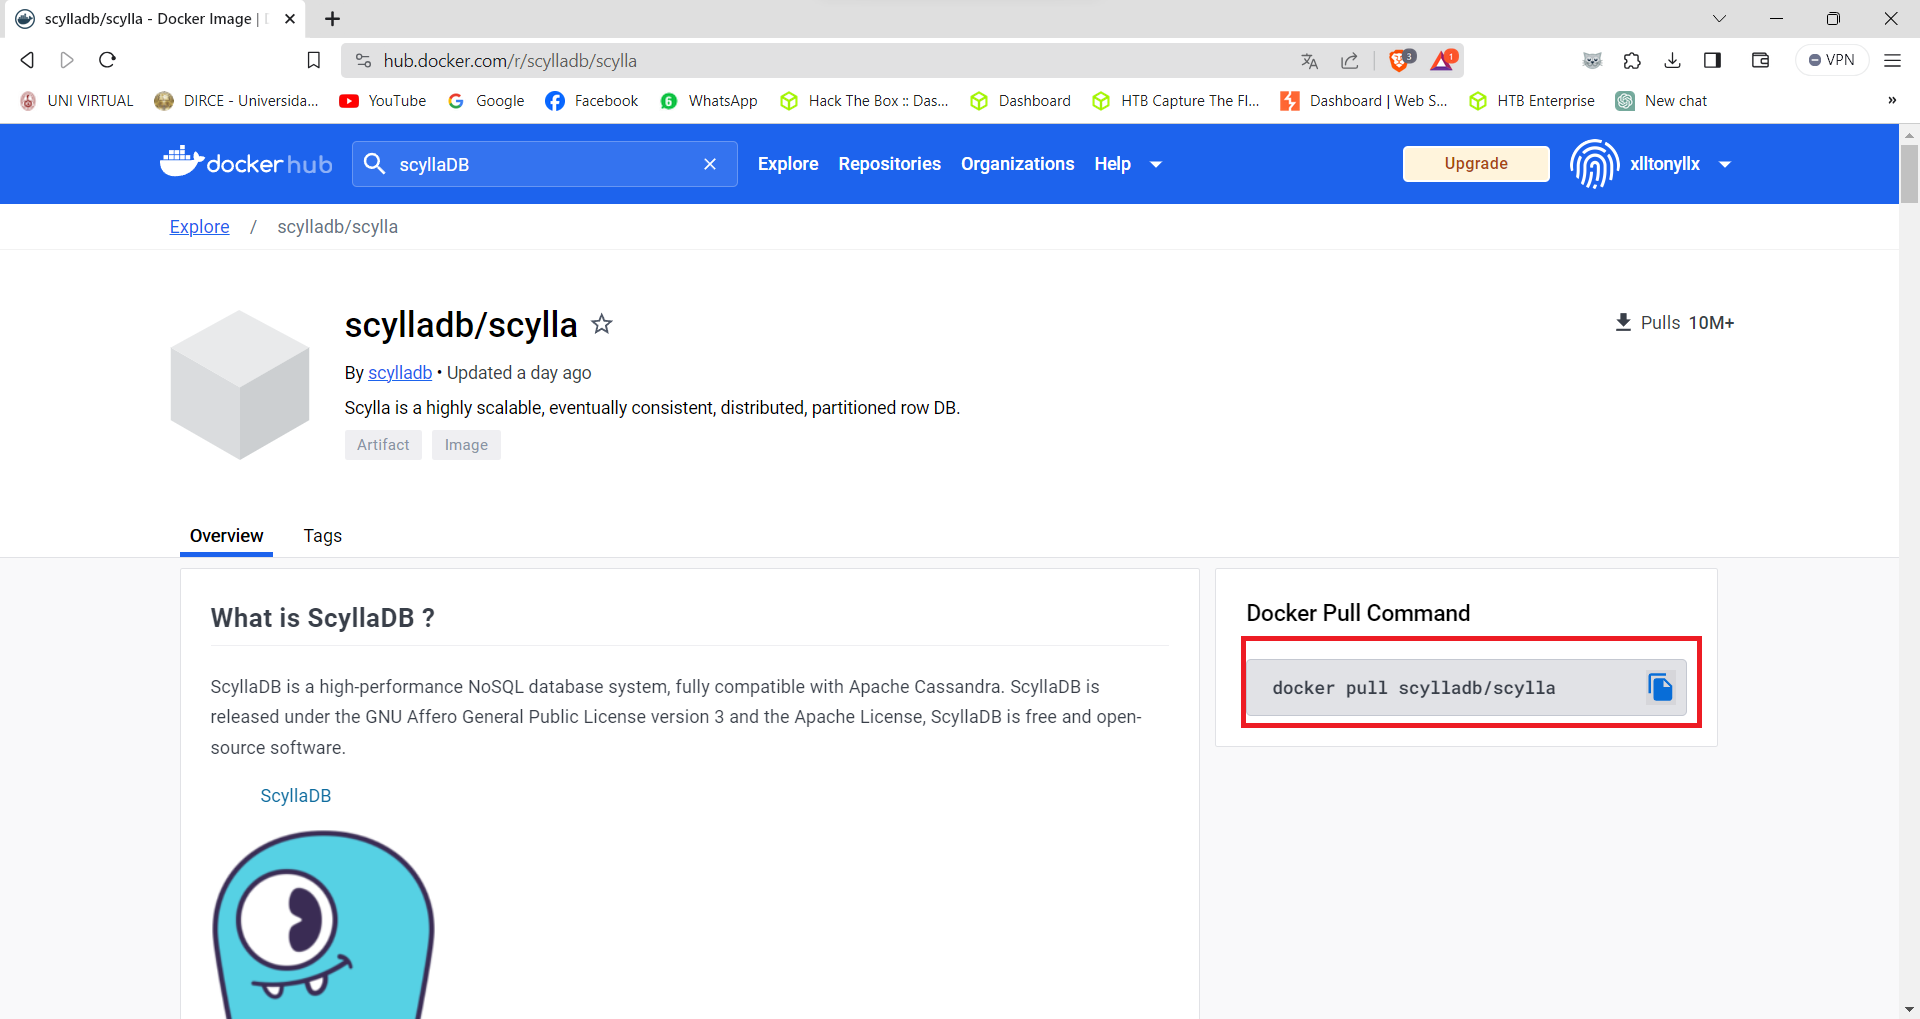 scylladb/scylla - Docker Image |
hub.docker.com/r/scylladb/scylla
3
1
VPN
UNI VIRTUAL
DIRCE - Universida...
YouTube
Google
Facebook
6
WhatsApp
Hack The Box :: Das...
Dashboard
HTB Capture The Fl...
Dashboard | Web S...
HTB Enterprise
New chat
»
docker hub
scyllaDB
Explore
Repositories
Organizations
Help
Upgrade
xlltonyllx
Explore / scylladb/scylla
scylladb/scylla
Pulls 10M+
By scylladb • Updated a day ago
Scylla is a highly scalable, eventually consistent, distributed, partitioned row DB.
Artifact
Image
Overview
Tags
What is ScyllaDB ?
ScyllaDB is a high-performance NoSQL database system, fully compatible with Apache Cassandra. ScyllaDB is
released under the GNU Affero General Public License version 3 and the Apache License, ScyllaDB is free and open-
source software.
ScyllaDB
Docker Pull Command
docker pull scylladb/scylla